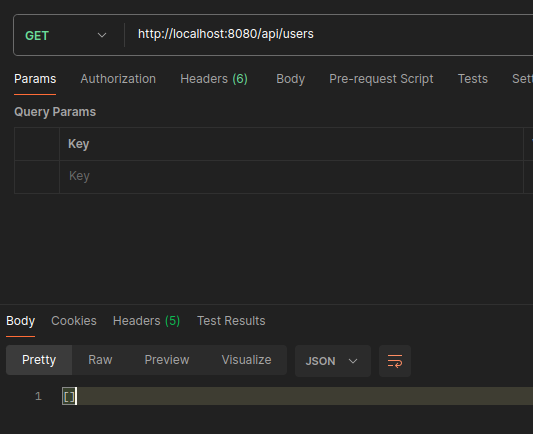 GET http://localhost:8080/api/users
Params Authorization Headers (6) Body Pre-request Script Tests
Query Params
Key
Key
Body Cookies Headers (5) Test Results
Pretty Raw Preview Visualize JSON
1 []